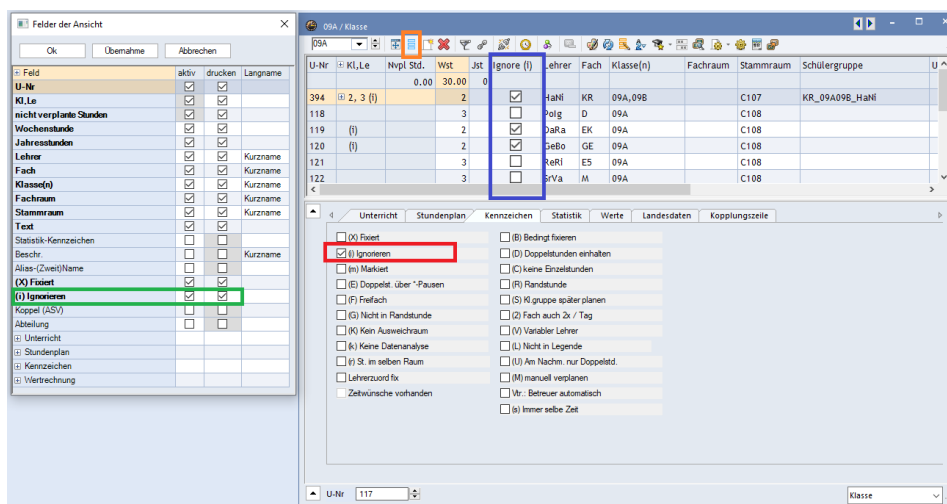 Felder der Ansicht
Ok Übernahme Abbrechen
Feld aktiv drucken Langname
U-Nr
Kl,Le
nicht verplante Stunden
Wochenstunde
Jahresstunden
Lehrer Kurzname
Fach Kurzname
Klasse(n) Kurzname
Fachraum Kurzname
Stammraum Kurzname
Text
Statistik-Kennzeichen
Beschr. Kurzname
Alias-(Zweit)Name
(X) Fixiert
(i) Ignorieren
Koppel (ASV)
Abteilung
Unterricht
Stundenplan
Kennzeichen
Wertrechnung
09A / Klasse
09A
U-Nr Kl,Le Nvpl Std. Wst Jst Ignore (i) Lehrer Fach Klasse(n) Fachraum Stammraum Schülergruppe
0.00 30.00 0
394 2, 3 (i) 2 HaNi KR 09A,09B C107 KR_09A09B_HaNi
118 3 Polg D 09A C108
119 (i) 2 DaRa EK 09A C108
120 (i) 2 GeBo GE 09A C108
121 3 ReRi E5 09A C108
122 3 SrVa M 09A C108
Unterricht Stundenplan Kennzeichen Statistik Werte Landesdaten Kopplungszeile
(X) Fixiert (B) Bedingt fixieren
(i) Ignorieren (D) Doppelstunden einhalten
(m) Markiert (C) keine Einzelstunden
(E) Doppelst. über *-Pausen (R) Randstunde
(F) Freifach (S) Kl.gruppe später planen
(G) Nicht in Randstunde (2) Fach auch 2x / Tag
(K) Kein Ausweichraum (V) Variabler Lehrer
(k) Keine Datenanalyse (L) Nicht in Legende
(r) St. im selben Raum (U) Am Nachm. nur Doppelstd.
Lehrerzuord fix (M) manuell verplanen
Zeitwünsche vorhanden Vtr.: Betreuer automatisch
(s) Immer selbe Zeit
U-Nr 117 Klasse